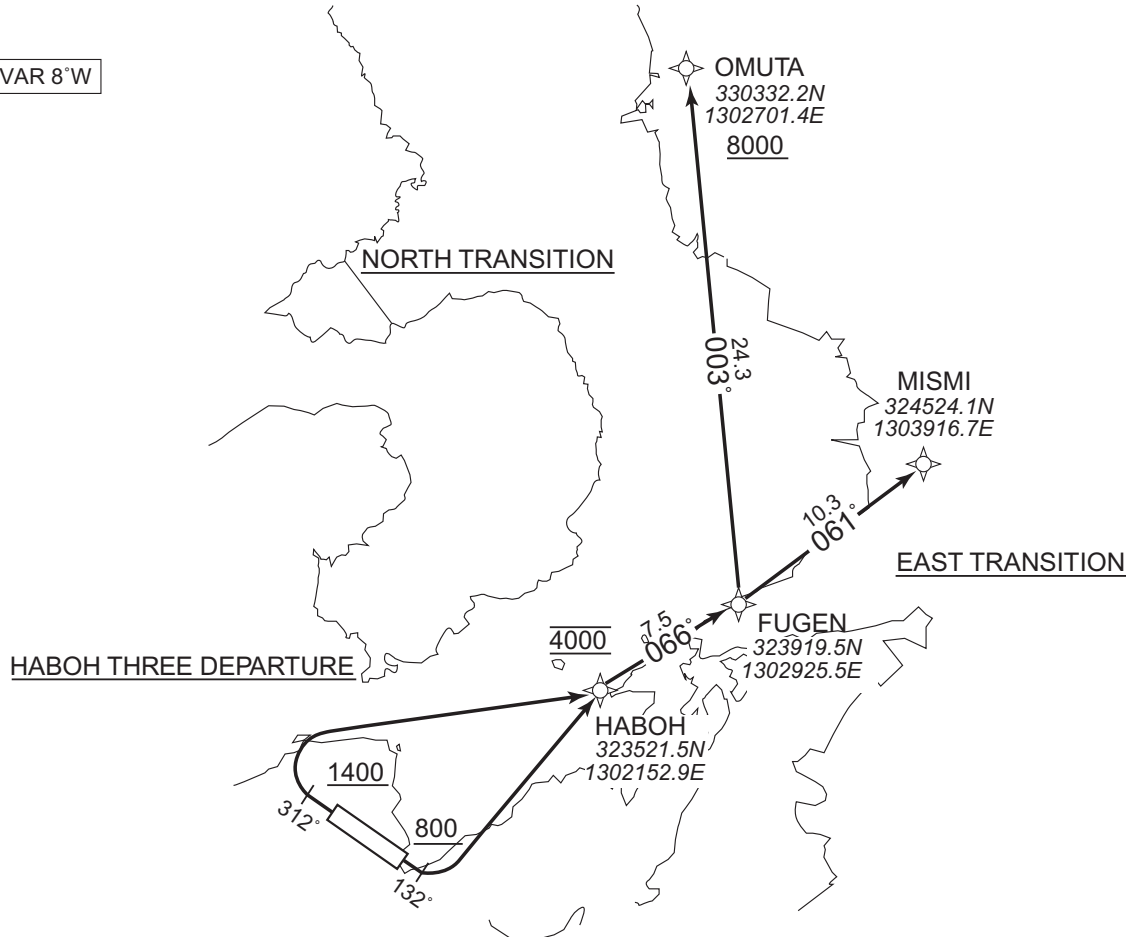 VAR 8°W
OMUTA
330332.2N
1302701.4E
8000
NORTH TRANSITION
24.3
003°
MISMI
324524.1N
1303916.7E
10.3
061°
EAST TRANSITION
FUGEN
323919.5N
1302925.5E
7.5
066°
4000
HABOH THREE DEPARTURE
HABOH
323521.5N
1302152.9E
1400
312°
800
132°